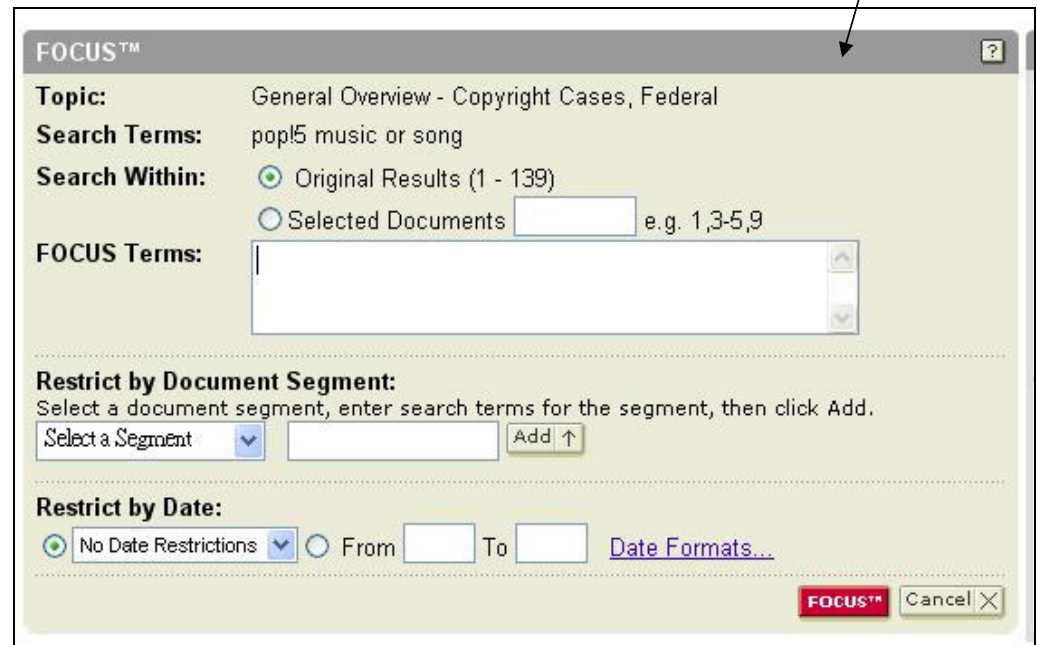 FOCUS™ ?
Topic: General Overview - Copyright Cases, Federal
Search Terms: pop!5 music or song
Search Within: Original Results (1 - 139)
Selected Documents e.g. 1,3-5,9
FOCUS Terms:
Restrict by Document Segment:
Select a document segment, enter search terms for the segment, then click Add.
Select a Segment Add ↑
Restrict by Date:
No Date Restrictions From To Date Formats...
FOCUS™ Cancel X